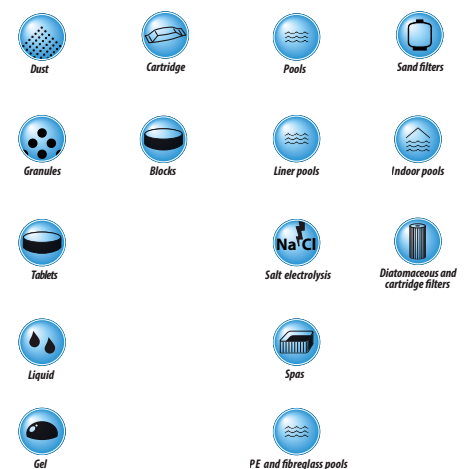 Dust
Cartridge
Pools
Sand filters
Granules
Blocks
Liner pools
Indoor pools
Tablets
NaCl
Salt electrolysis
Diatomaceous and
cartridge filters
Liquid
Spas
Gel
PE and fibreglass pools